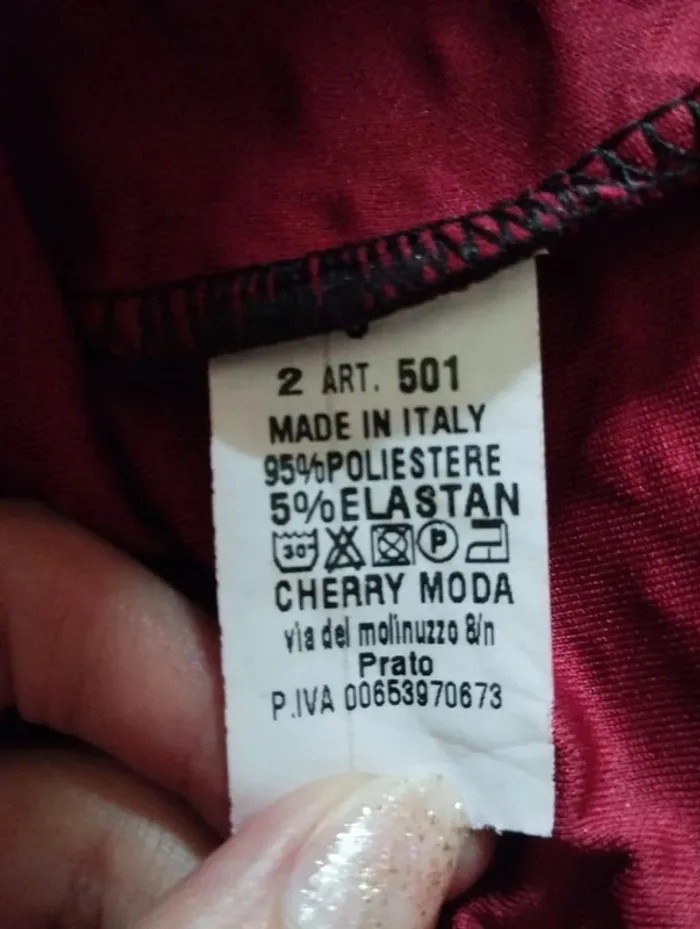 2 ART. 501
MADE IN ITALY
95%POLIESTERE
5%ELASTAN
30° P
CHERRY MODA
via del molinuzzo 8/n
Prato
P.IVA 00653970673